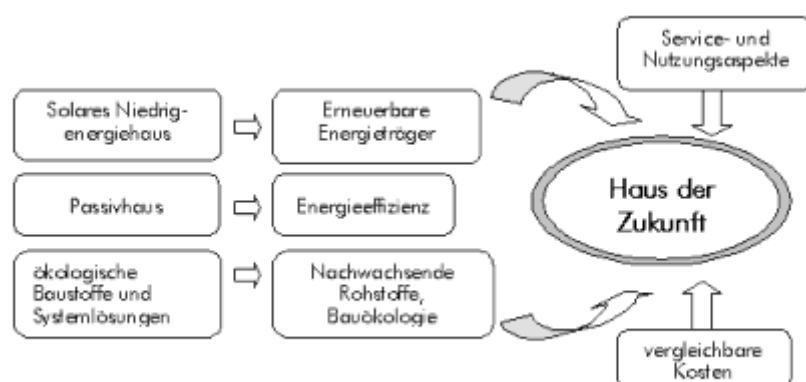 Service- und
Nutzungsaspekte
Solares Niedrig-
energiehaus
Erneuerbare
Energieträger
Passivhaus
Energieeffizienz
Haus der
Zukunft
ökologische
Baustoffe und
Systemlösungen
Nachwachsende
Rohstoffe,
Bauökologie
vergleichbare
Kosten